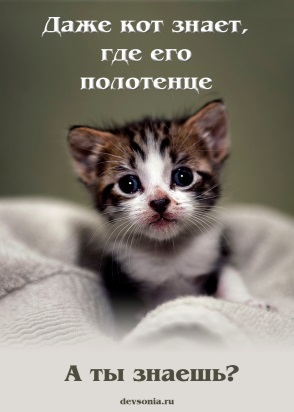 Даже кот знает,
где его
полотенце
А ты знаешь?
devsonia.ru